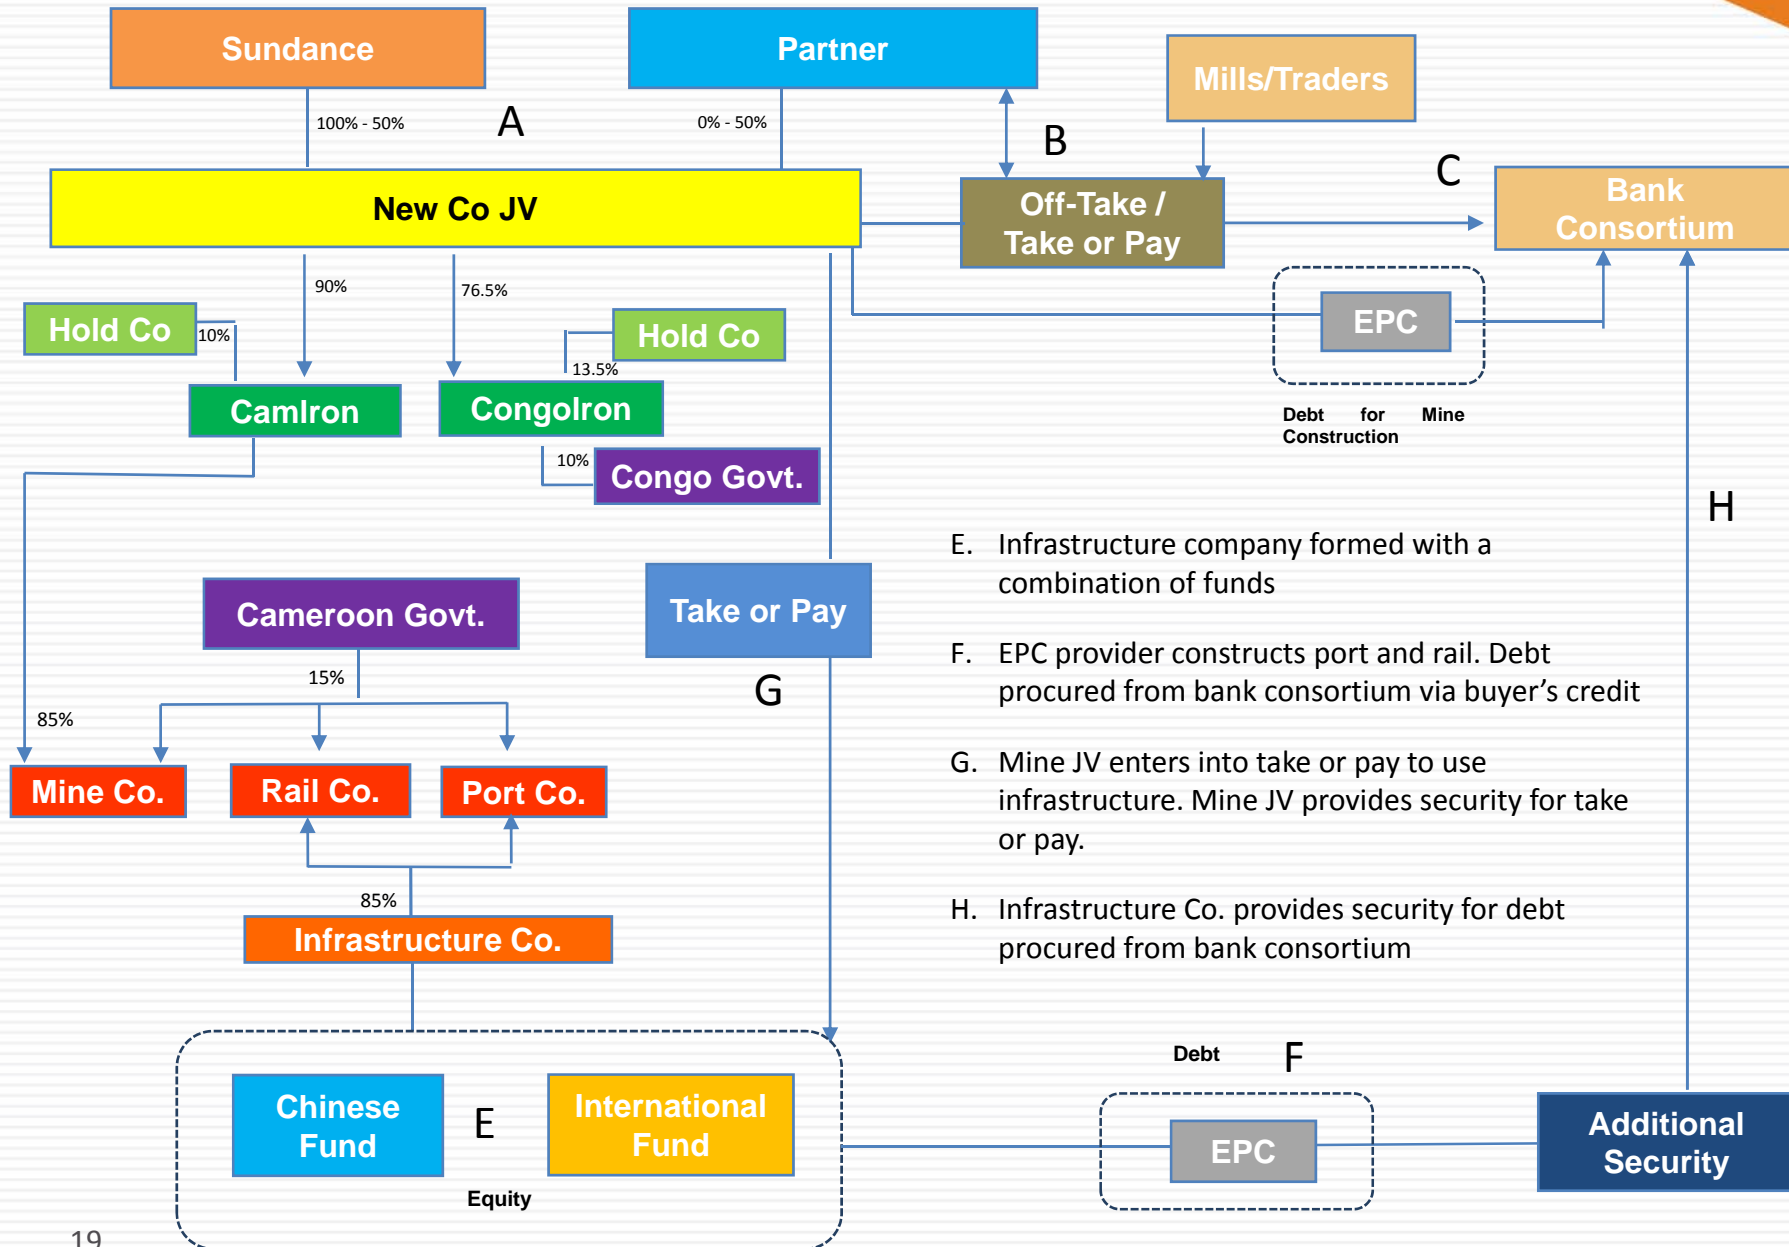 Sundance
Partner
Mills/Traders
100% - 50%
A
0% - 50%
B
C
New Co JV
Off-Take /
Take or Pay
Bank
Consortium
90%
76.5%
Hold Co
10%
Hold Co
EPC
13.5%
CamIron
CongoIron
Debt for Mine
Construction
10%
Congo Govt.
H
E. Infrastructure company formed with a
combination of funds
Cameroon Govt.
Take or Pay
F. EPC provider constructs port and rail. Debt
procured from bank consortium via buyer’s credit
15%
G
85%
G. Mine JV enters into take or pay to use
infrastructure. Mine JV provides security for take
or pay.
Mine Co.
Rail Co.
Port Co.
85%
H. Infrastructure Co. provides security for debt
procured from bank consortium
Infrastructure Co.
Debt
F
Chinese
Fund
E
International
Fund
EPC
Additional
Security
Equity
19